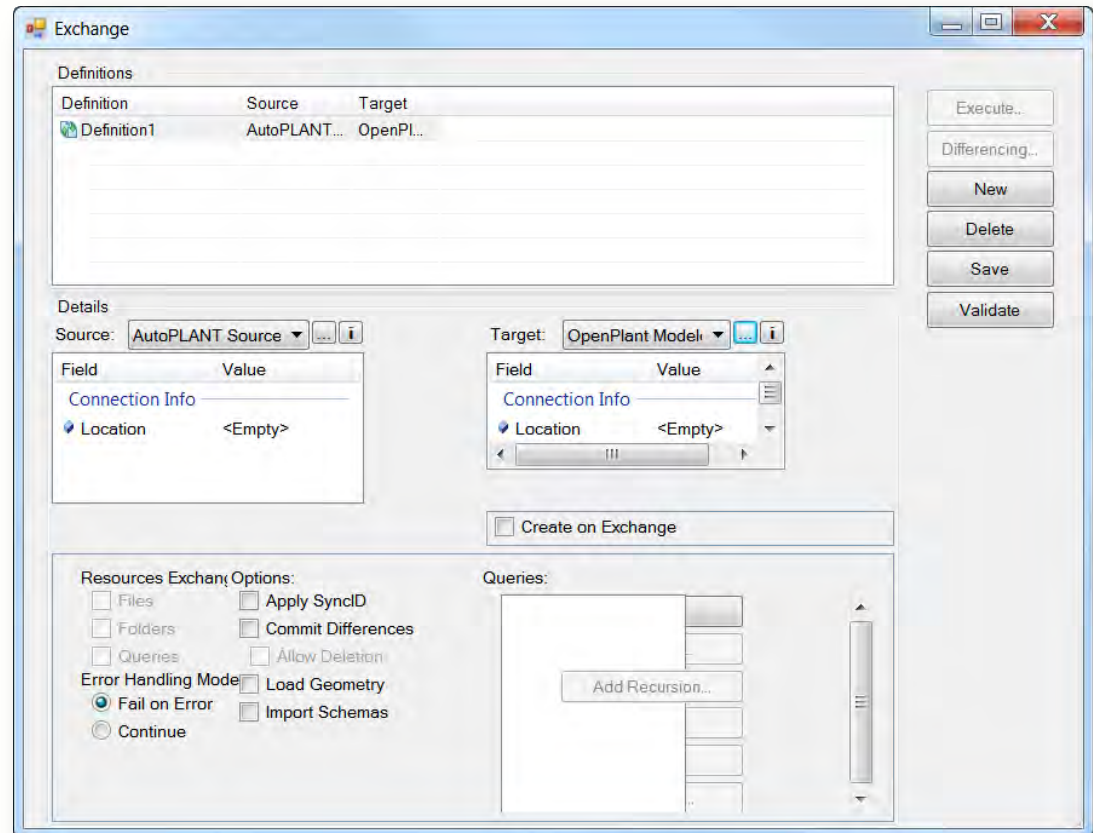 Exchange
Definitions
Definition Source Target
Definition1 AutoPLANT... OpenPl...
Execute..
Differencing...
New
Delete
Save
Validate
Details
Source: AutoPLANT Source ... i
Field Value
Connection Info
Location <Empty>
Target: OpenPlant Model ... i
Field Value
Connection Info
Location <Empty>
Create on Exchange
Resources Exchan
Files
Folders
Queries
Error Handling Mode
Fail on Error
Continue
Options:
Apply SyncID
Commit Differences
Allow Deletion
Load Geometry
Import Schemas
Queries:
Add Recursion...